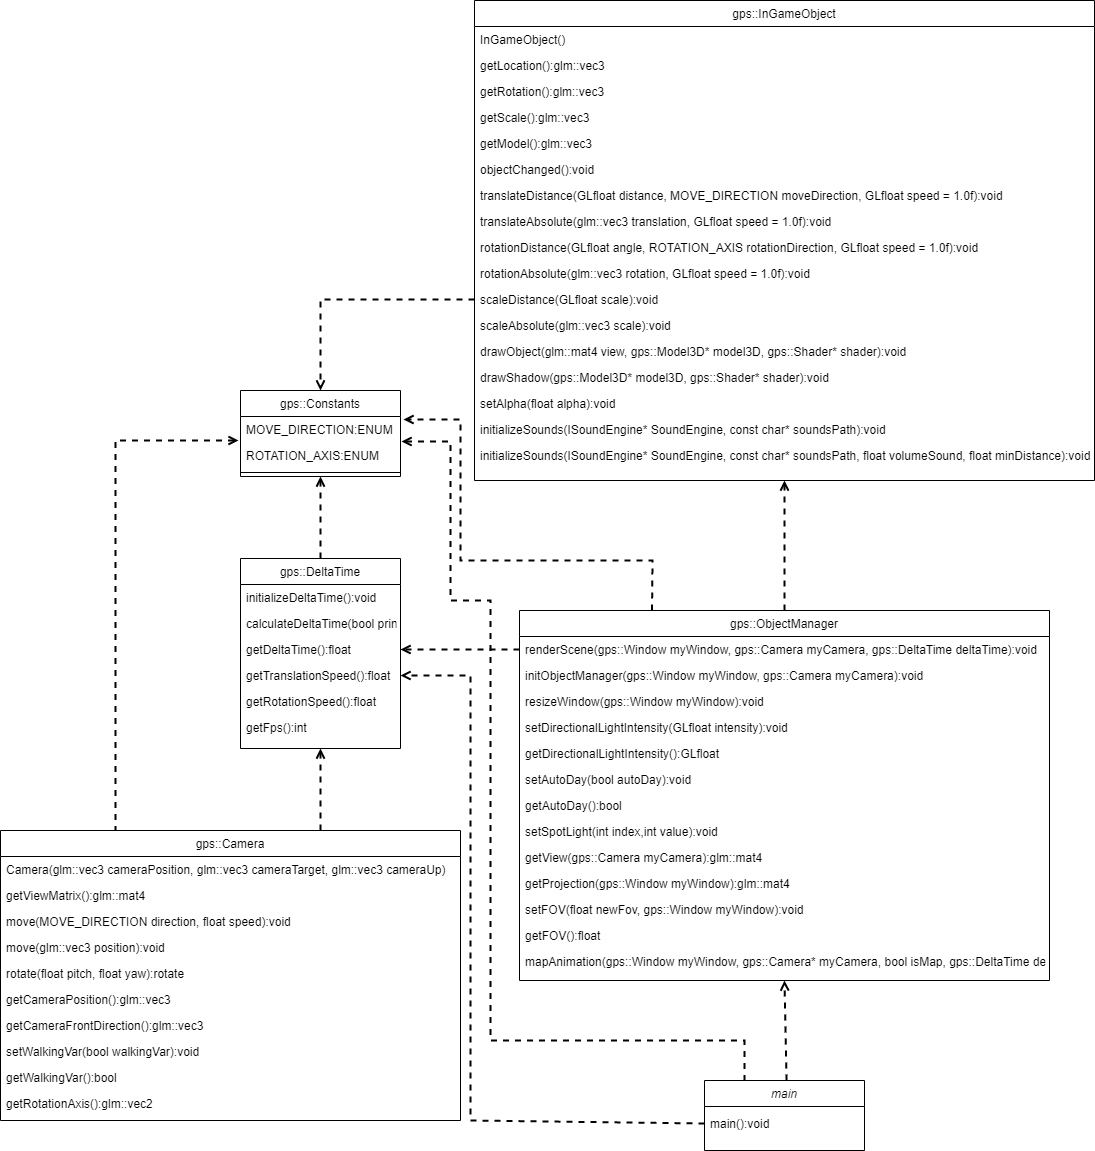 gps::InGameObject
InGameObject()
getLocation():glm::vec3
getRotation():glm::vec3
getScale():glm::vec3
getModel():glm::vec3
objectChanged():void
translateDistance(GLfloat distance, MOVE_DIRECTION moveDirection, GLfloat speed = 1.0f):void
translateAbsolute(glm::vec3 translation, GLfloat speed = 1.0f):void
rotationDistance(GLfloat angle, ROTATION_AXIS rotationDirection, GLfloat speed = 1.0f):void
rotationAbsolute(glm::vec3 rotation, GLfloat speed = 1.0f):void
scaleDistance(GLfloat scale):void
scaleAbsolute(glm::vec3 scale):void
drawObject(glm::mat4 view, gps::Model3D* model3D, gps::Shader* shader):void
drawShadow(gps::Model3D* model3D, gps::Shader* shader):void
setAlpha(float alpha):void
initializeSounds(ISoundEngine* SoundEngine, const char* soundsPath):void
initializeSounds(ISoundEngine* SoundEngine, const char* soundsPath, float volumeSound, float minDistance):void
gps::Constants
MOVE_DIRECTION:ENUM
ROTATION_AXIS:ENUM
gps::DeltaTime
initializeDeltaTime():void
calculateDeltaTime(bool prin
getDeltaTime():float
getTranslationSpeed():float
getRotationSpeed():float
getFps():int
gps::ObjectManager
renderScene(gps::Window myWindow, gps::Camera myCamera, gps::DeltaTime deltaTime):void
initObjectManager(gps::Window myWindow, gps::Camera myCamera):void
resizeWindow(gps::Window myWindow):void
setDirectionalLightIntensity(GLfloat intensity):void
getDirectionalLightIntensity():GLfloat
setAutoDay(bool autoDay):void
getAutoDay():bool
setSpotLight(int index,int value):void
getView(gps::Camera myCamera):glm::mat4
getProjection(gps::Window myWindow):glm::mat4
setFOV(float newFov, gps::Window myWindow):void
getFOV():float
mapAnimation(gps::Window myWindow, gps::Camera* myCamera, bool isMap, gps::DeltaTime de
gps::Camera
Camera(glm::vec3 cameraPosition, glm::vec3 cameraTarget, glm::vec3 cameraUp)
getViewMatrix():glm::mat4
move(MOVE_DIRECTION direction, float speed):void
move(glm::vec3 position):void
rotate(float pitch, float yaw):rotate
getCameraPosition():glm::vec3
getCameraFrontDirection():glm::vec3
setWalkingVar(bool walkingVar):void
getWalkingVar():bool
getRotationAxis():glm::vec2
main
main():void